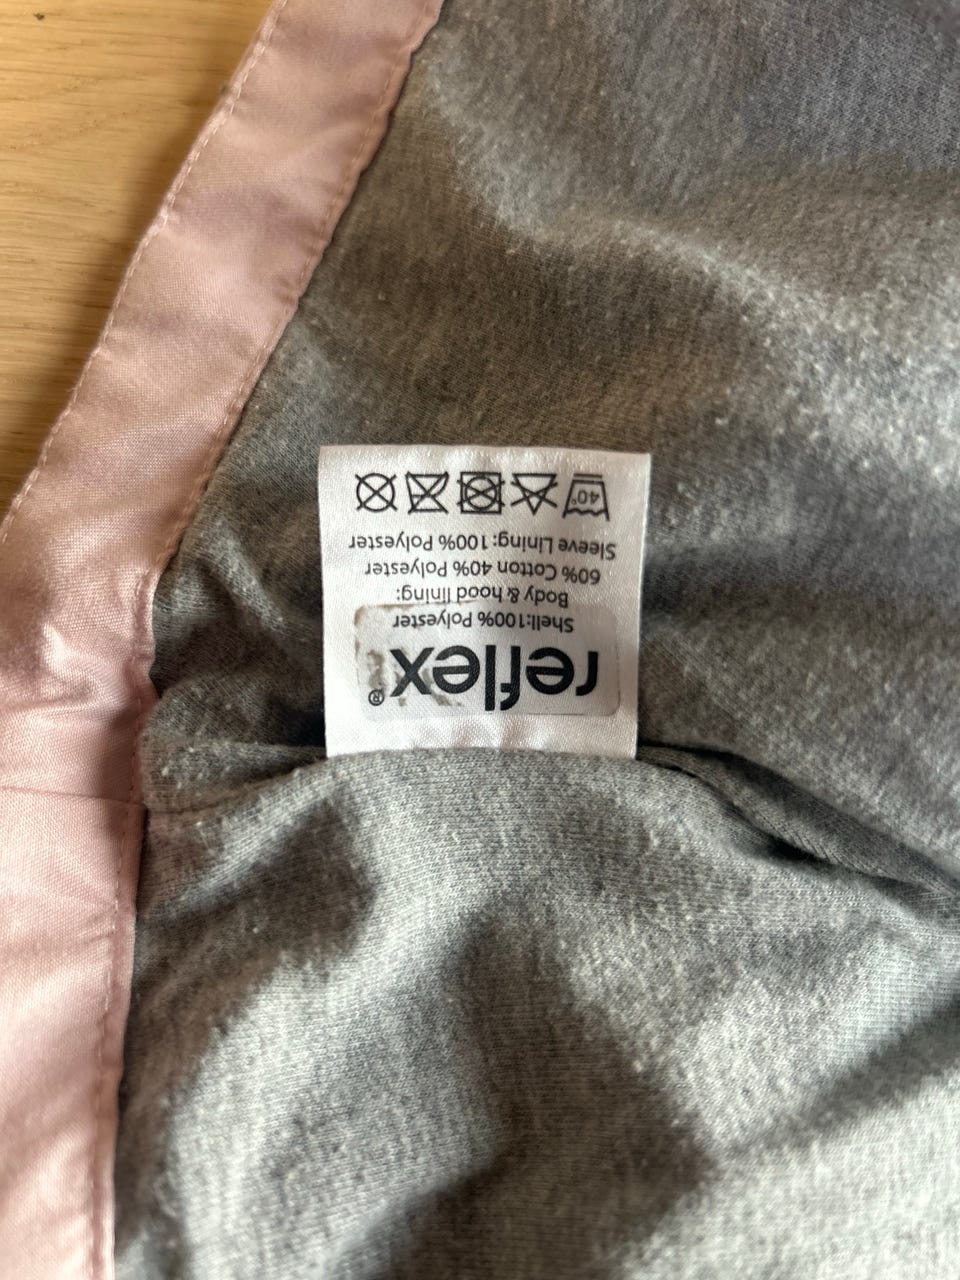 reflex®
Shell:100% Polyester
Body & hood lining:
60% Cotton 40% Polyester
Sleeve Lining:100% Polyester
40°